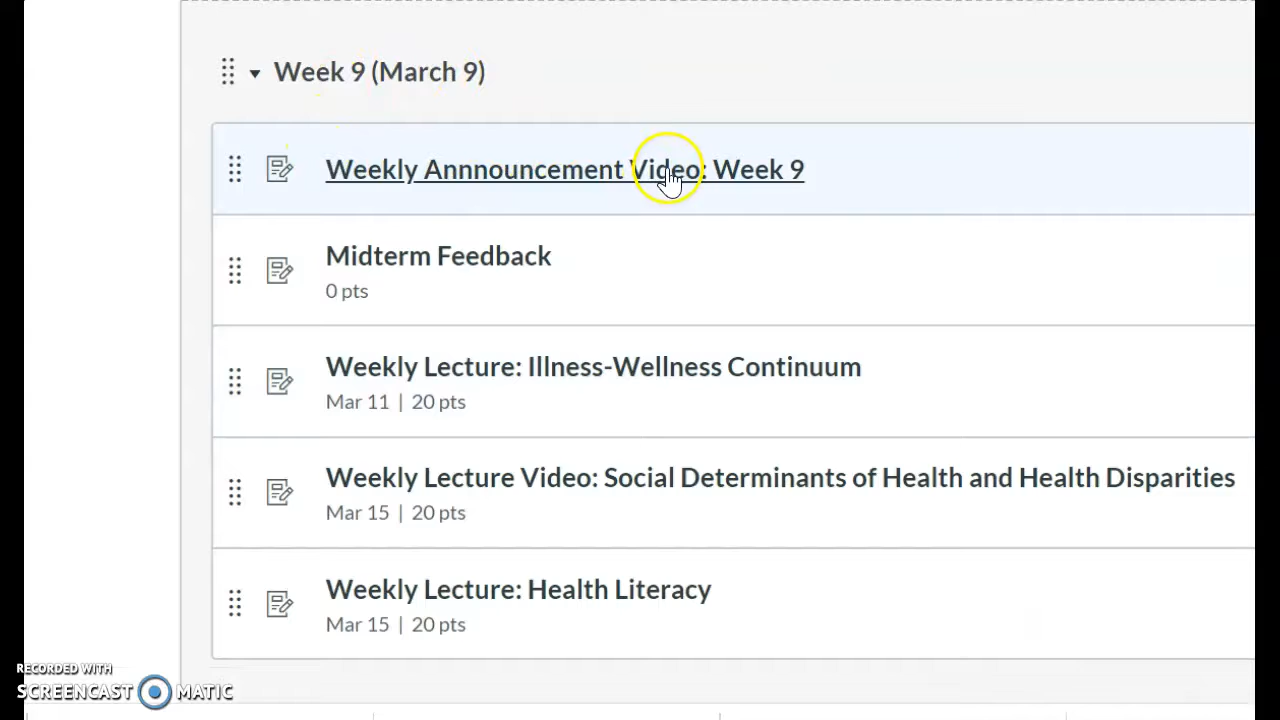 Week 9 (March 9)
Weekly Annnouncement Video: Week 9
Midterm Feedback
0 pts
Weekly Lecture: Illness-Wellness Continuum
Mar 11 | 20 pts
Weekly Lecture Video: Social Determinants of Health and Health Disparities
Mar 15 | 20 pts
Weekly Lecture: Health Literacy
Mar 15 | 20 pts
RECORDED WITH
SCREENCAST MATIC